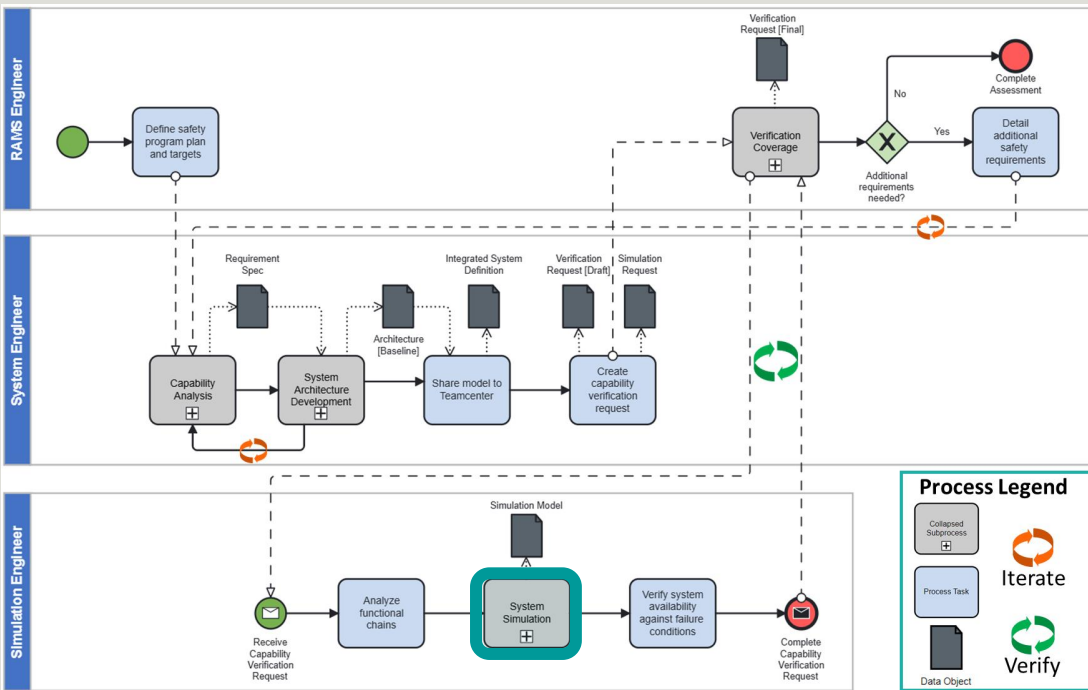 RAMS Engineer
Define safety
program plan
and targets
Verification
Request [Final]
Verification
Coverage
No
Yes
Additional
requirements
needed?
Complete
Assessment
Detail
additional
safety
requirements
System Engineer
Requirement
Spec
Architecture
[Baseline]
Integrated System
Definition
Verification
Request [Draft]
Simulation
Request
Capability
Analysis
System
Architecture
Development
Share model to
Teamcenter
Create
capability
verification
request
Simulation Engineer
Simulation Model
Receive
Capability
Verification
Request
Analyze
functional
chains
System
Simulation
Verify system
availability
against failure
conditions
Complete
Capability
Verification
Request
Process Legend
Collapsed
Subprocess
Iterate
Process Task
Verify
Data Object